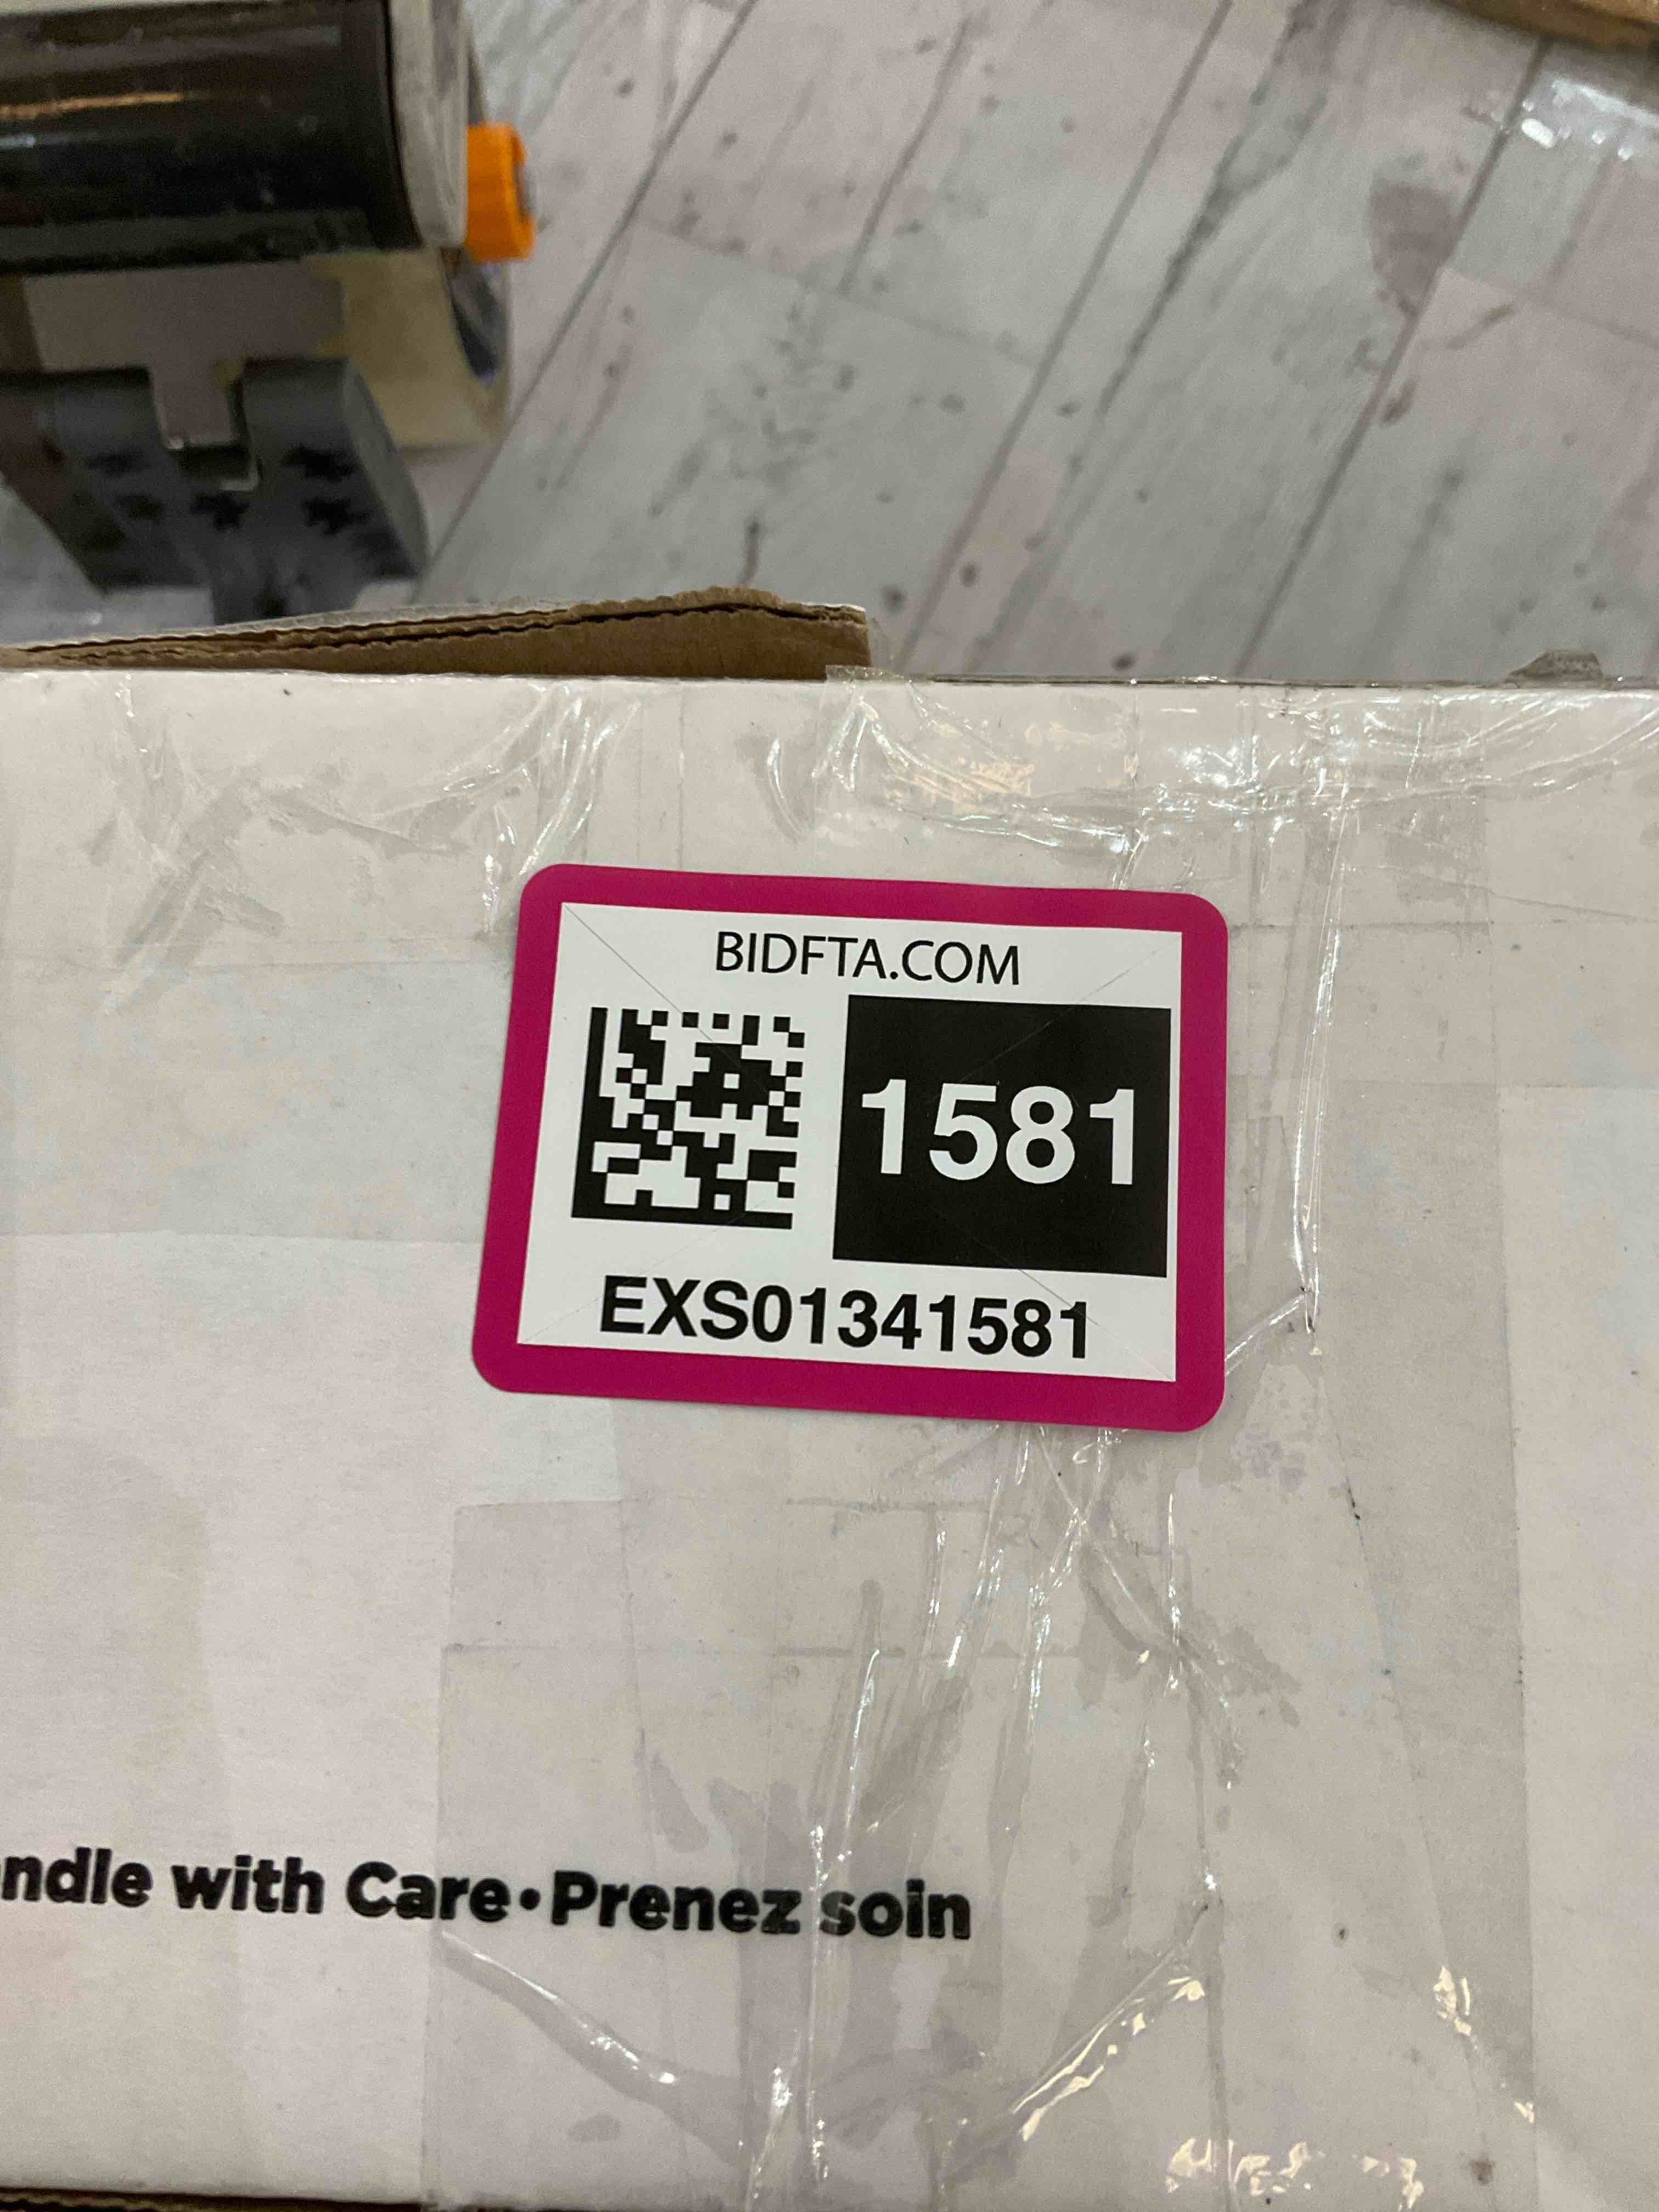 BIDFTA.COM
1581
EXS01341581
ndle with Care•Prenez soin